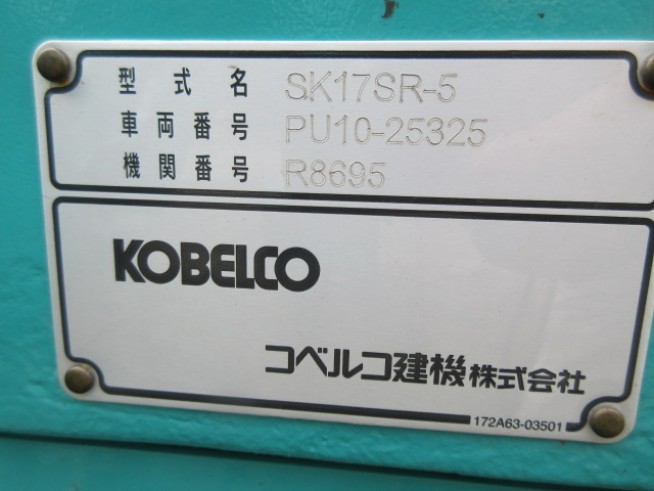 型式名 SK17SR-5
車両番号 PU10-25325
機関番号 R8695
KOBELCO
コベルコ建機株式会社
172A63-03501